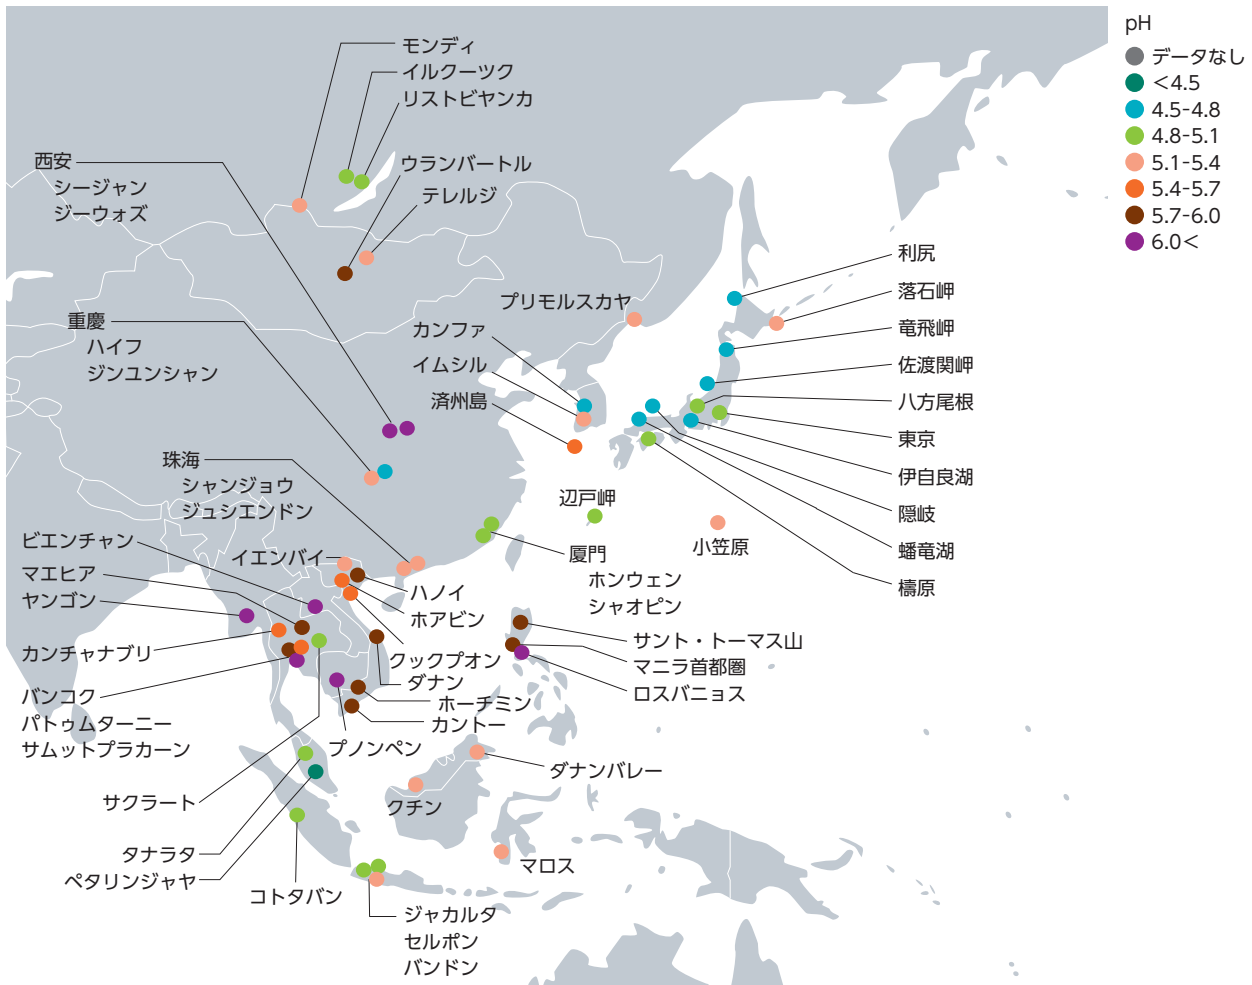 pH
データなし
＜4.5
4.5-4.8
4.8-5.1
5.1-5.4
5.4-5.7
5.7-6.0
6.0＜
モンディ
イルクーツク
リストビヤンカ
西安
シージャン
ジーウォズ
ウランバートル
テレルジ
重慶
ハイフ
ジンユンシャン
プリモルスカヤ
カンファ
イムシル
済州島
利尻
落石岬
竜飛岬
佐渡関岬
八方尾根
東京
伊自良湖
隠岐
蟠竜湖
檮原
珠海
シャンジョウ
ジュシエンドン
辺戸岬
小笠原
厦門
ホンウェン
シャオピン
ビエンチャン
マエヒア
ヤンゴン
イエンバイ
ハノイ
ホアビン
クックプオン
ダナン
ホーチミン
カントー
プノンペン
カンチャナブリ
バンコク
パトゥムターニー
サムットプラカーン
サント・トーマス山
マニラ首都圏
ロスバニョス
ダナンバレー
クチン
サクラート
タナラタ
ペタリンジャヤ
コトタバン
マロス
ジャカルタ
セルポン
バンドン